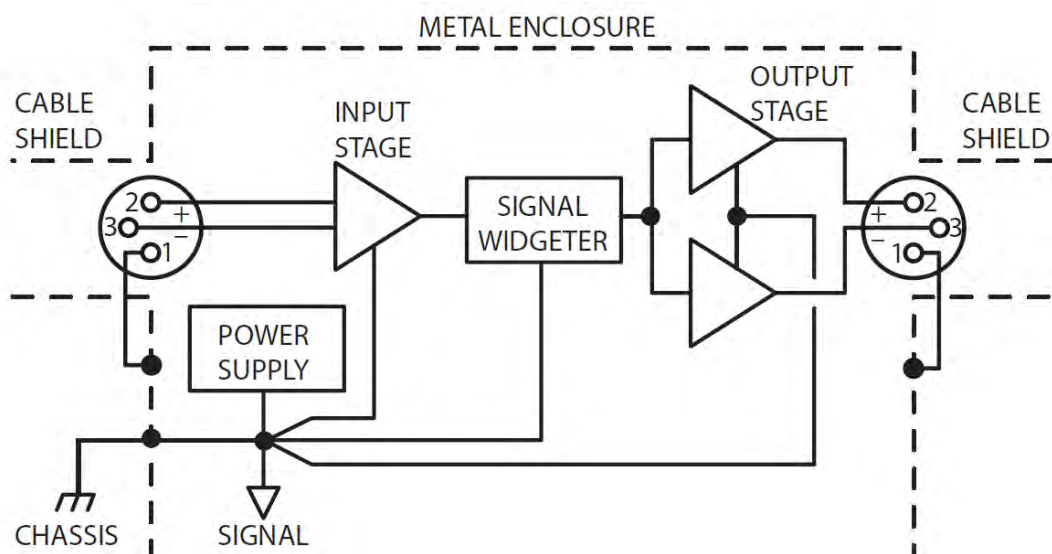 METAL ENCLOSURE
CABLE
SHIELD
INPUT
STAGE
OUTPUT
STAGE
CABLE
SHIELD
2
+
3
−
1
SIGNAL
WIDGETER
+
2
−
3
1
POWER
SUPPLY
CHASSIS
SIGNAL